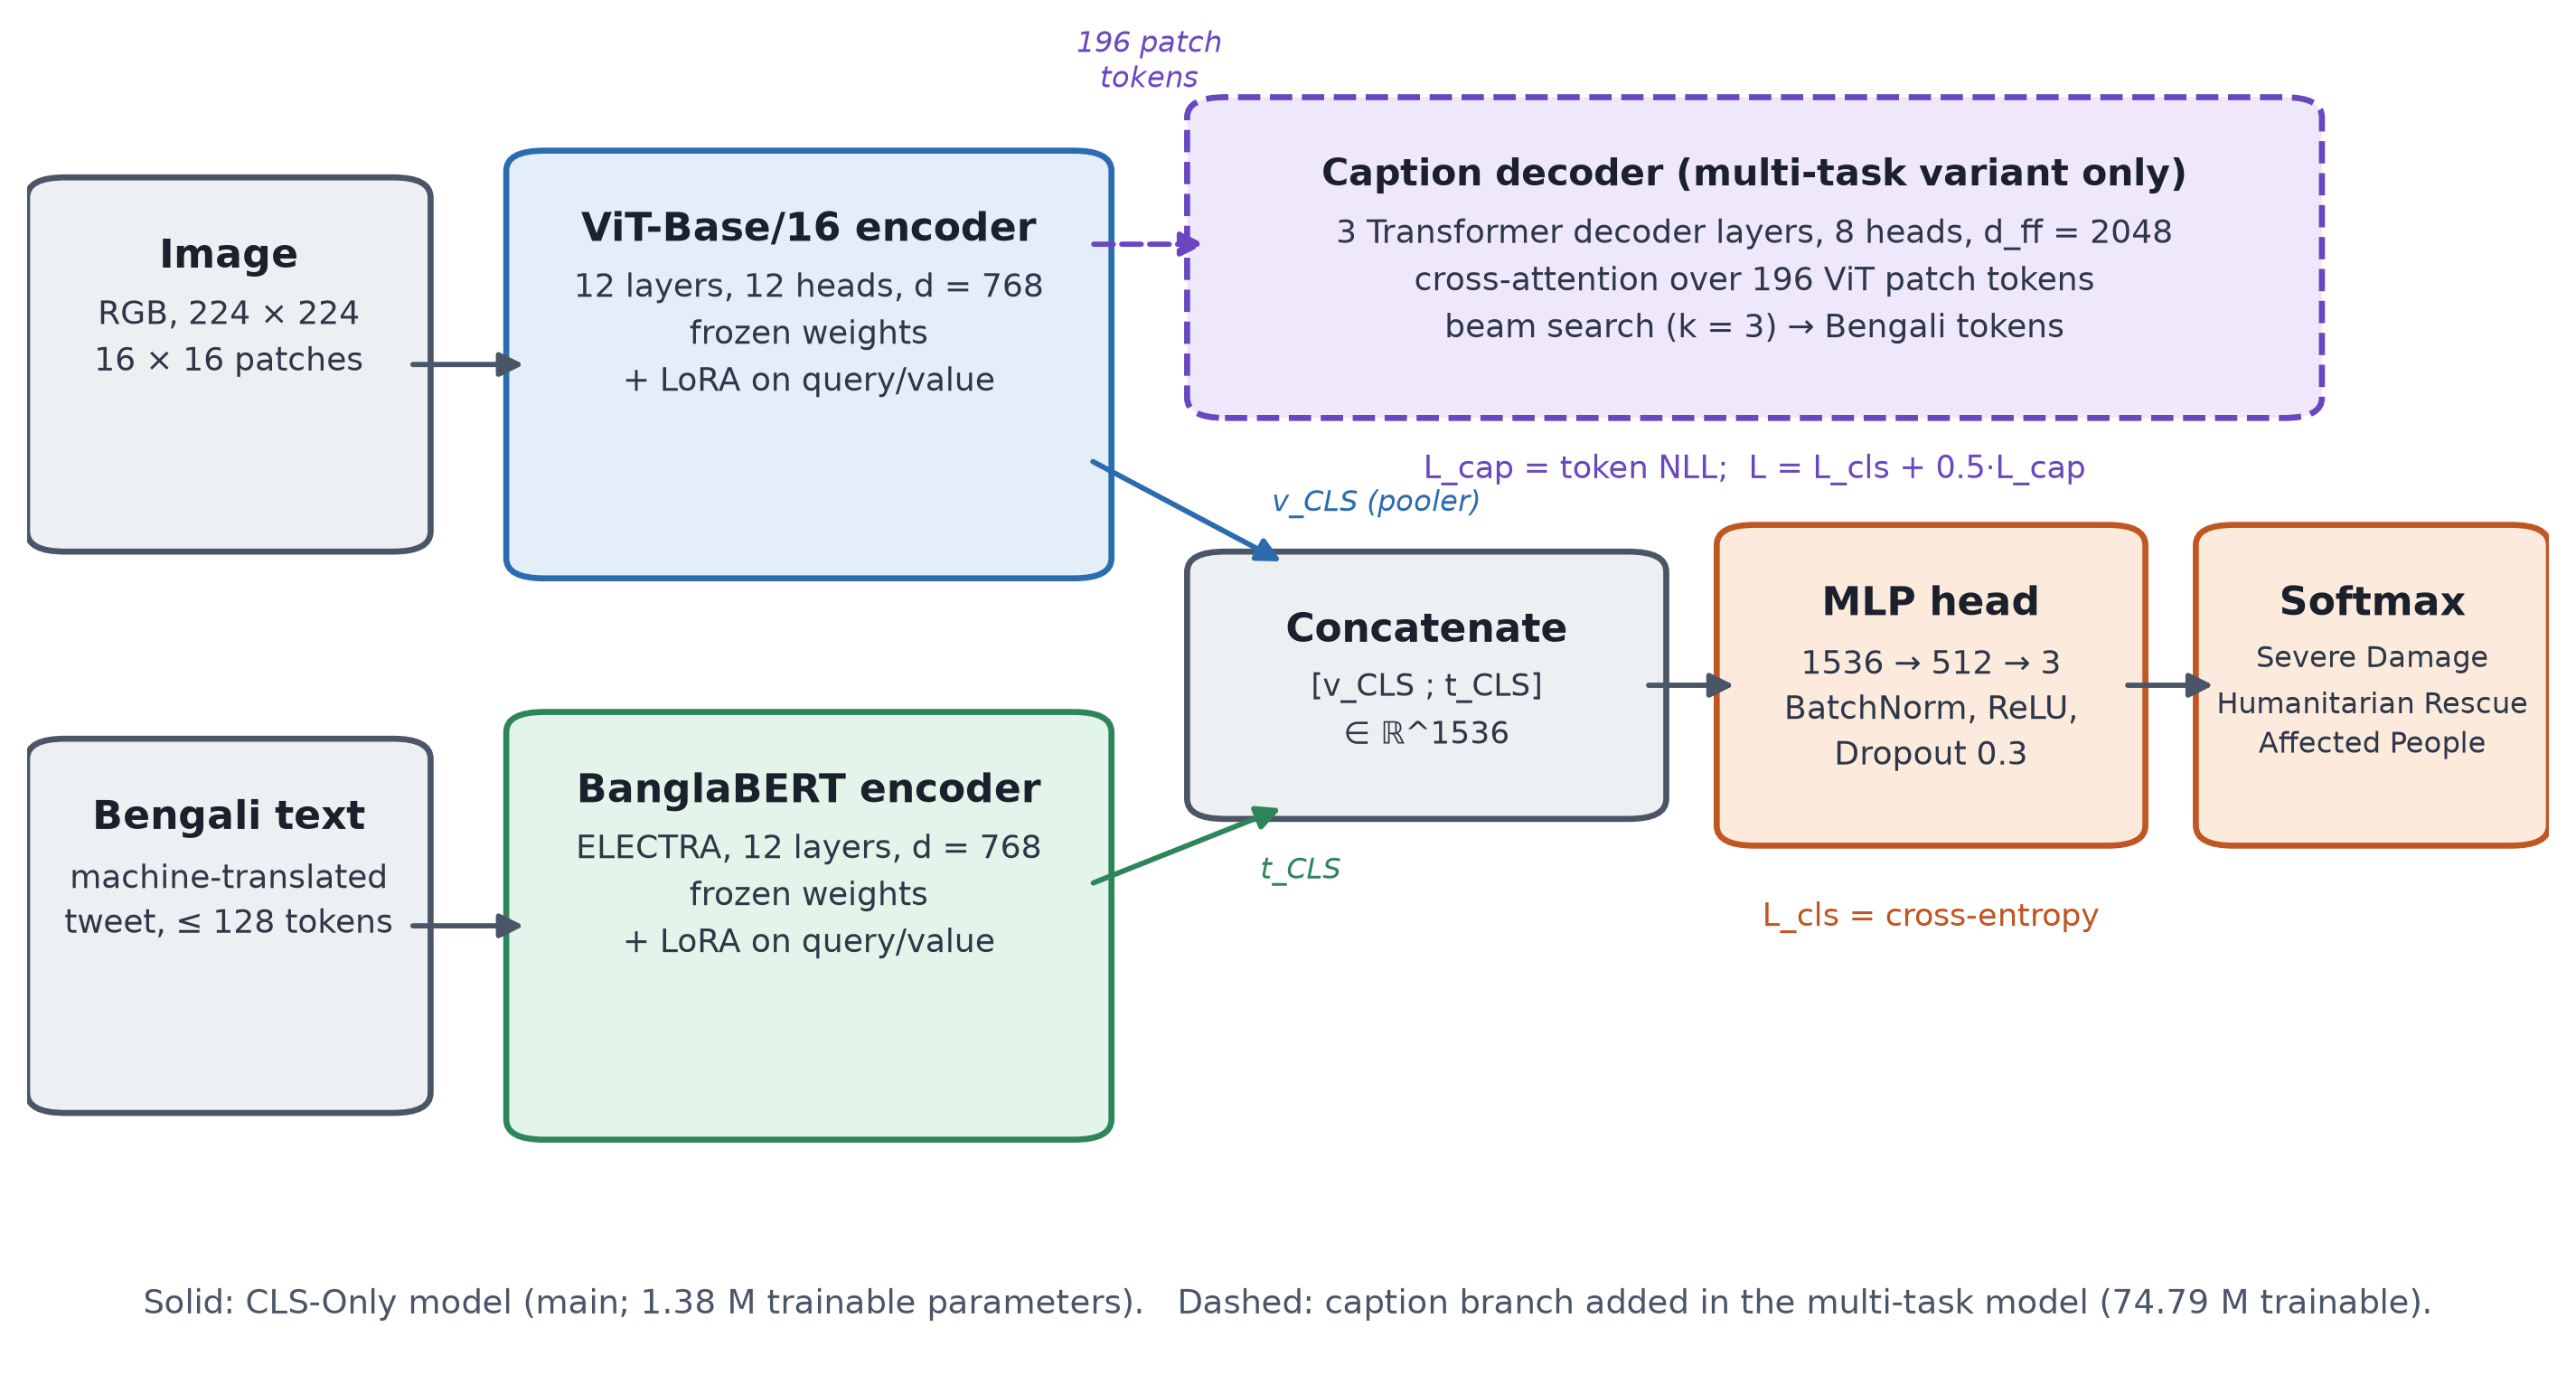 196 patch
tokens
Image
RGB, 224 × 224
16 × 16 patches
ViT-Base/16 encoder
12 layers, 12 heads, d = 768
frozen weights
+ LoRA on query/value
Caption decoder (multi-task variant only)
3 Transformer decoder layers, 8 heads, d_ff = 2048
cross-attention over 196 ViT patch tokens
beam search (k = 3) → Bengali tokens
L_cap = token NLL;  L = L_cls + 0.5·L_cap
v_CLS (pooler)
Bengali text
machine-translated
tweet, ≤ 128 tokens
BanglaBERT encoder
ELECTRA, 12 layers, d = 768
frozen weights
+ LoRA on query/value
t_CLS
Concatenate
[v_CLS ; t_CLS]
∈ ℝ^1536
MLP head
1536 → 512 → 3
BatchNorm, ReLU,
Dropout 0.3
Softmax
Severe Damage
Humanitarian Rescue
Affected People
L_cls = cross-entropy
Solid: CLS-Only model (main; 1.38 M trainable parameters).   Dashed: caption branch added in the multi-task model (74.79 M trainable).